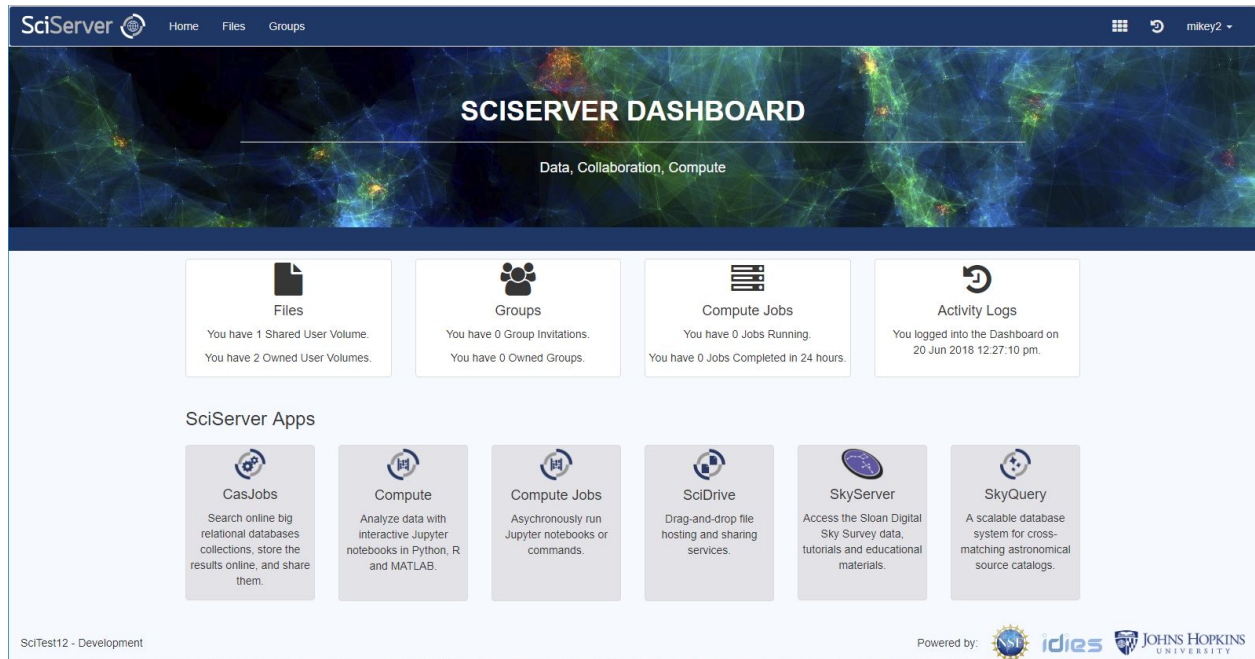 SciServer
Home Files Groups
mikey2
SCISERVER DASHBOARD
Data, Collaboration, Compute
Files
You have 1 Shared User Volume.
You have 2 Owned User Volumes.
Groups
You have 0 Group Invitations.
You have 0 Owned Groups.
Compute Jobs
You have 0 Jobs Running.
You have 0 Jobs Completed in 24 hours.
Activity Logs
You logged into the Dashboard on
20 Jun 2018 12:27:10 pm.
SciServer Apps
CasJobs
Search online big
relational databases
collections, store the
results online, and share
them.
Compute
Analyze data with
interactive Jupyter
notebooks in Python, R
and MATLAB.
Compute Jobs
Asychronously run
Jupyter notebooks or
commands.
SciDrive
Drag-and-drop file
hosting and sharing
services.
SkyServer
Access the Sloan Digital
Sky Survey data,
tutorials and educational
materials.
SkyQuery
A scalable database
system for cross-
matching astronomical
source catalogs.
SciTest12 - Development
Powered by:
NSF
idies
JOHNS HOPKINS
UNIVERSITY